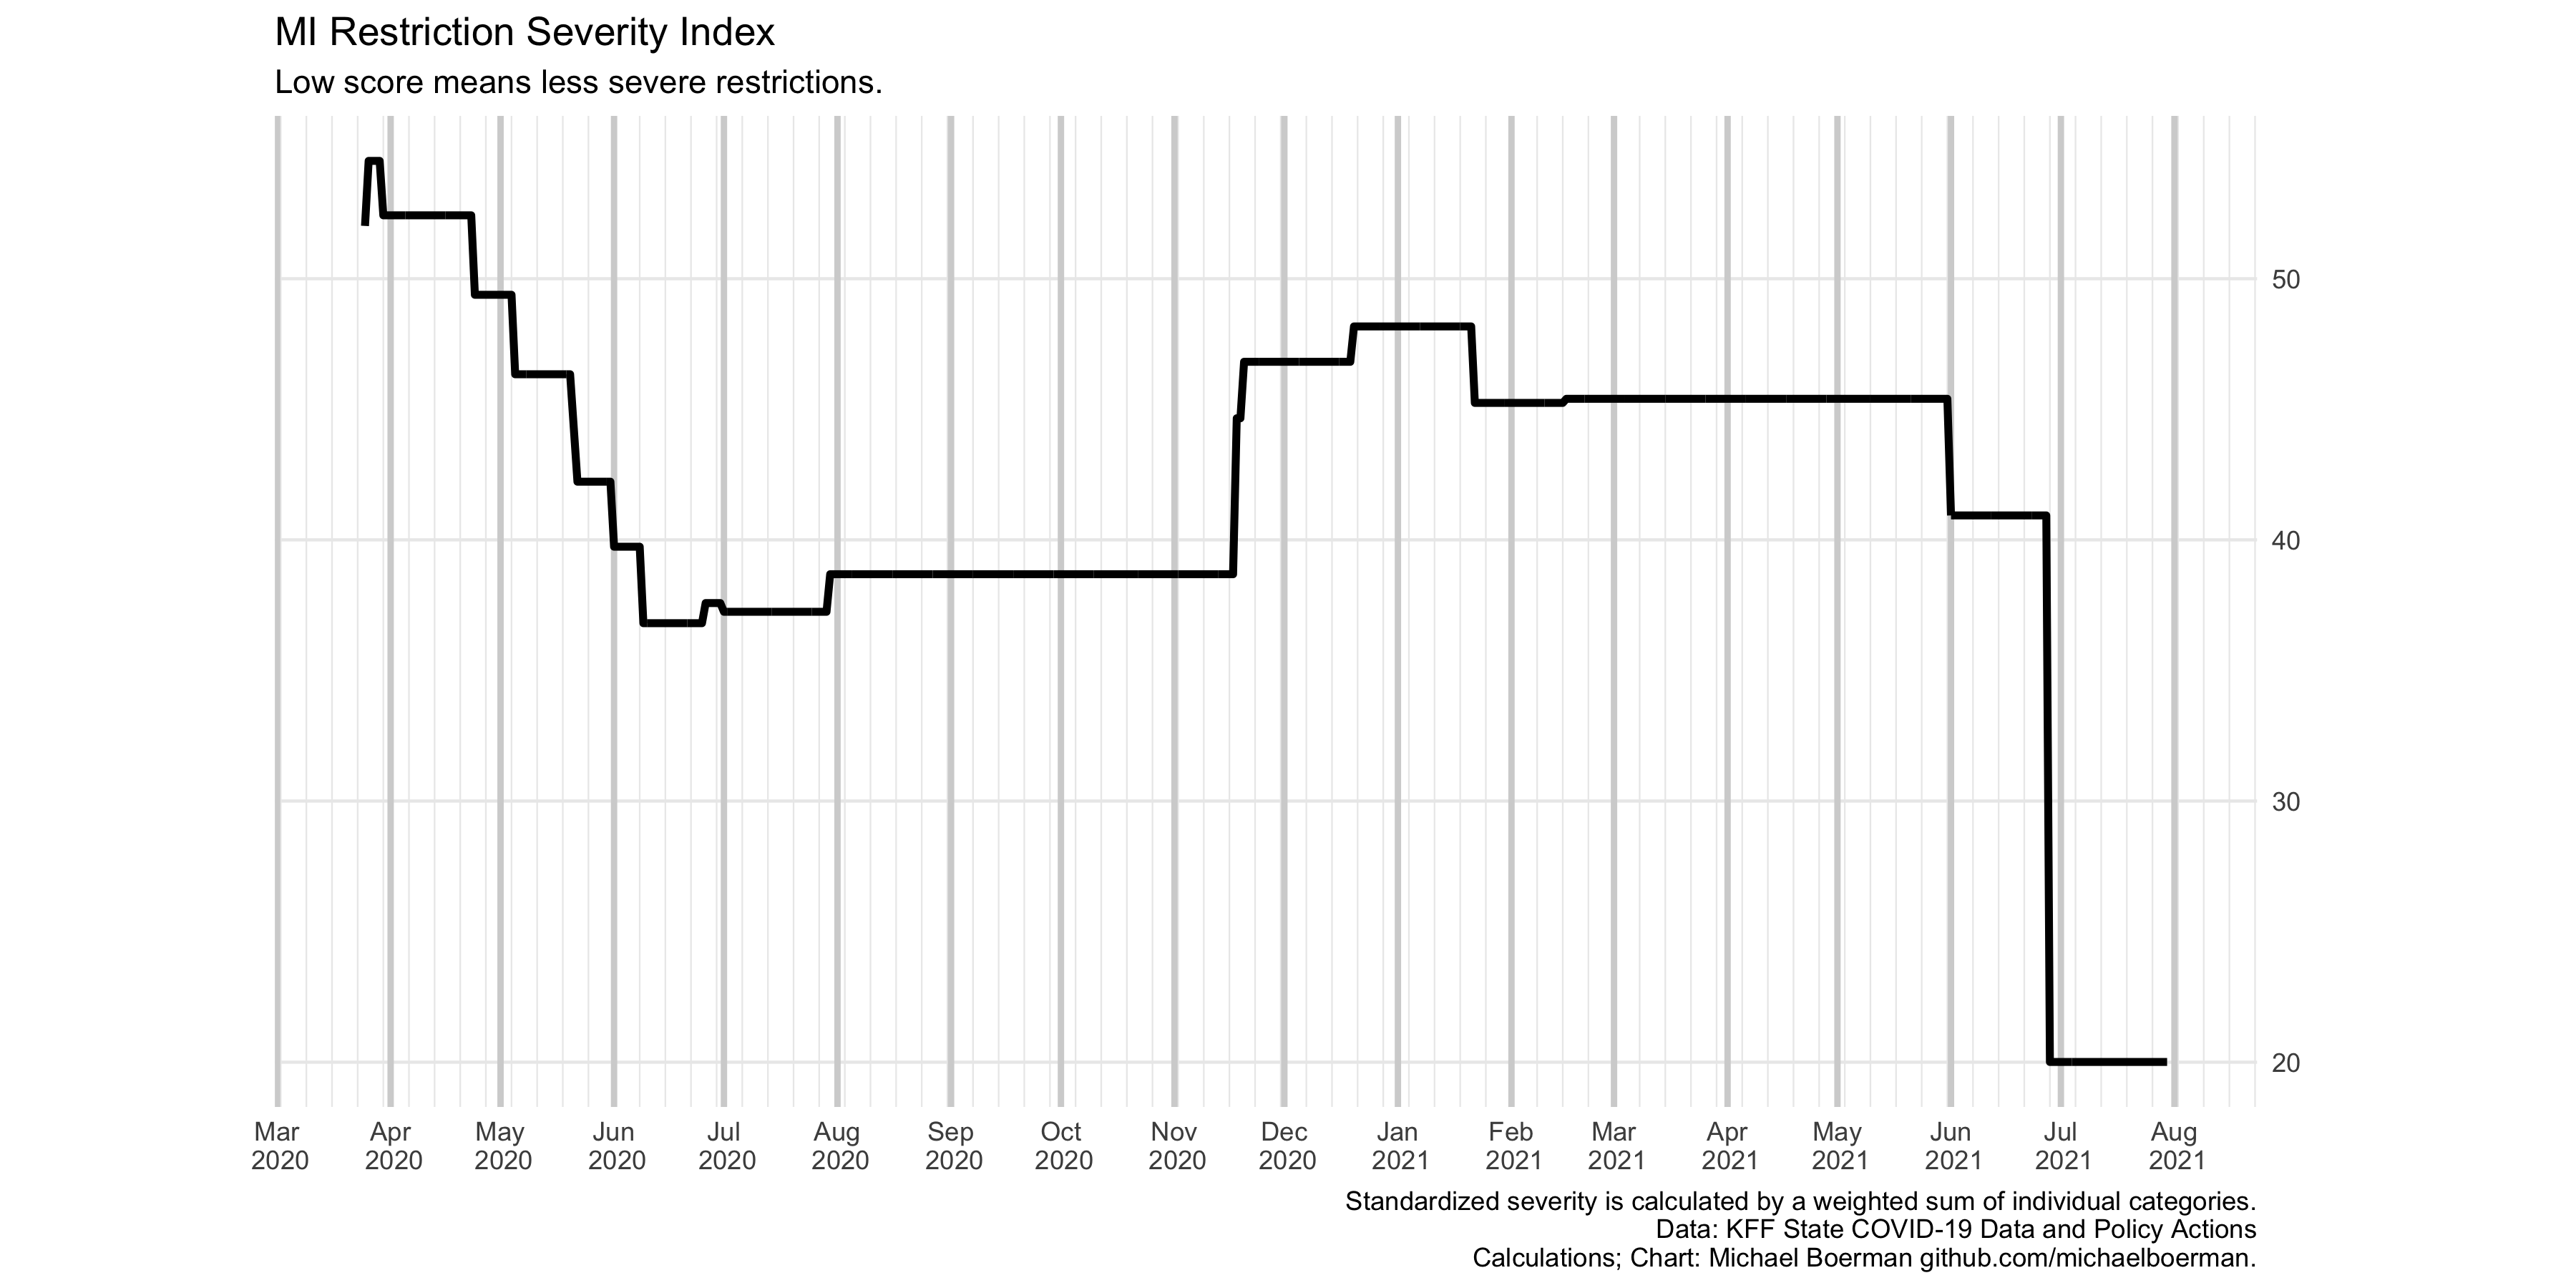 MI Restriction Severity Index
Low score means less severe restrictions.
50
40
30
20
Mar Apr May Jun Jul Aug Sep Oct Nov Dec Jan Feb Mar Apr May Jun Jul Aug
2020 2020 2020 2020 2020 2020 2020 2020 2020 2020 2021 2021 2021 2021 2021 2021 2021 2021
Standardized severity is calculated by a weighted sum of individual categories.
Data: KFF State COVID-19 Data and Policy Actions
Calculations; Chart: Michael Boerman github.com/michaelboerman.